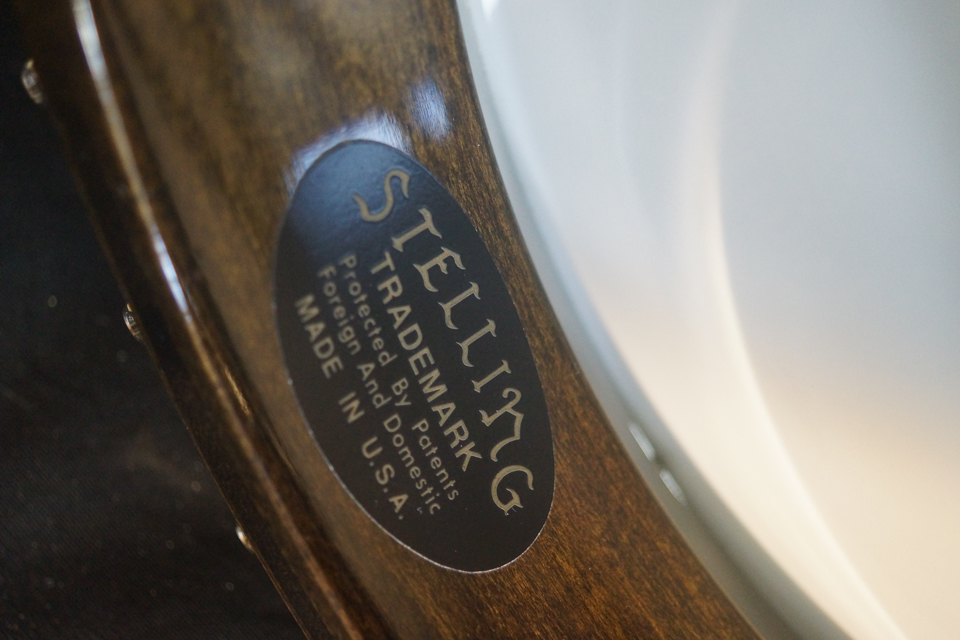 STELLING
TRADEMARK
Protected By Patents
Foreign And Domestic
MADE IN U.S.A.